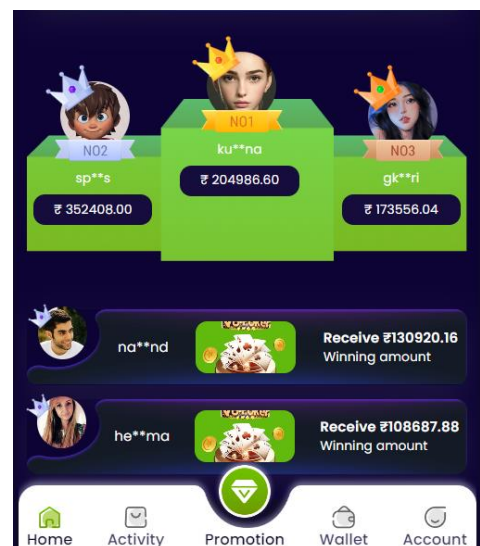 NO1
NO2
ku**na
NO3
sp**s
₹ 204986.60
gk**ri
₹ 352408.00
₹ 173556.04
na**nd
Receive ₹130920.16
Winning amount
he**ma
Receive ₹108687.88
Winning amount
Home
Activity
Promotion
Wallet
Account